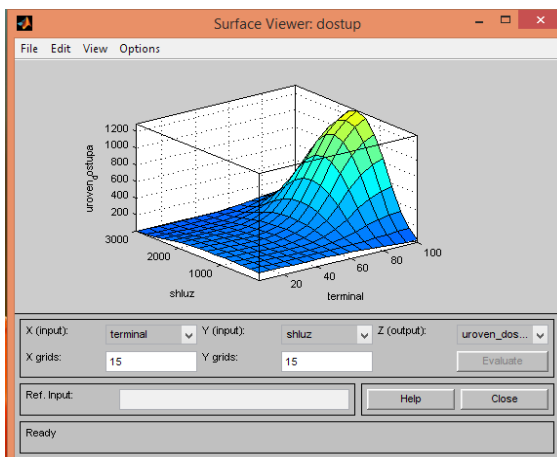 Surface Viewer: dostup
File Edit View Options
1200
1000
800
600
400
200
uroven_dostupa
3000
2000
1000
shluz
20
40
60
80
100
terminal
X (input): terminal Y (input): shluz Z (output): uroven_dos...
X grids: 15 Y grids: 15 Evaluate
Ref. Input: Help Close
Ready